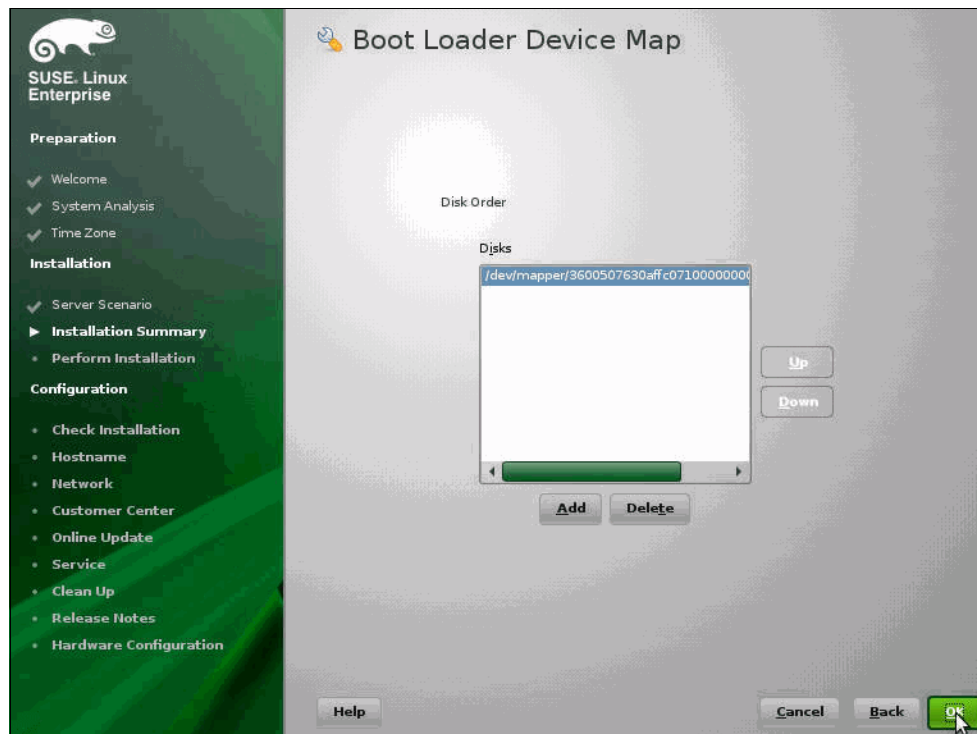 SUSE. Linux
Enterprise
Preparation
Welcome
System Analysis
Time Zone
Installation
Server Scenario
Installation Summary
Perform Installation
Configuration
Check Installation
Hostname
Network
Customer Center
Online Update
Service
Clean Up
Release Notes
Hardware Configuration
Boot Loader Device Map
Disk Order
Disks
/dev/mapper/3600507630affc0710000000000
Up
Down
Add
Delete
Help
Cancel
Back
OK